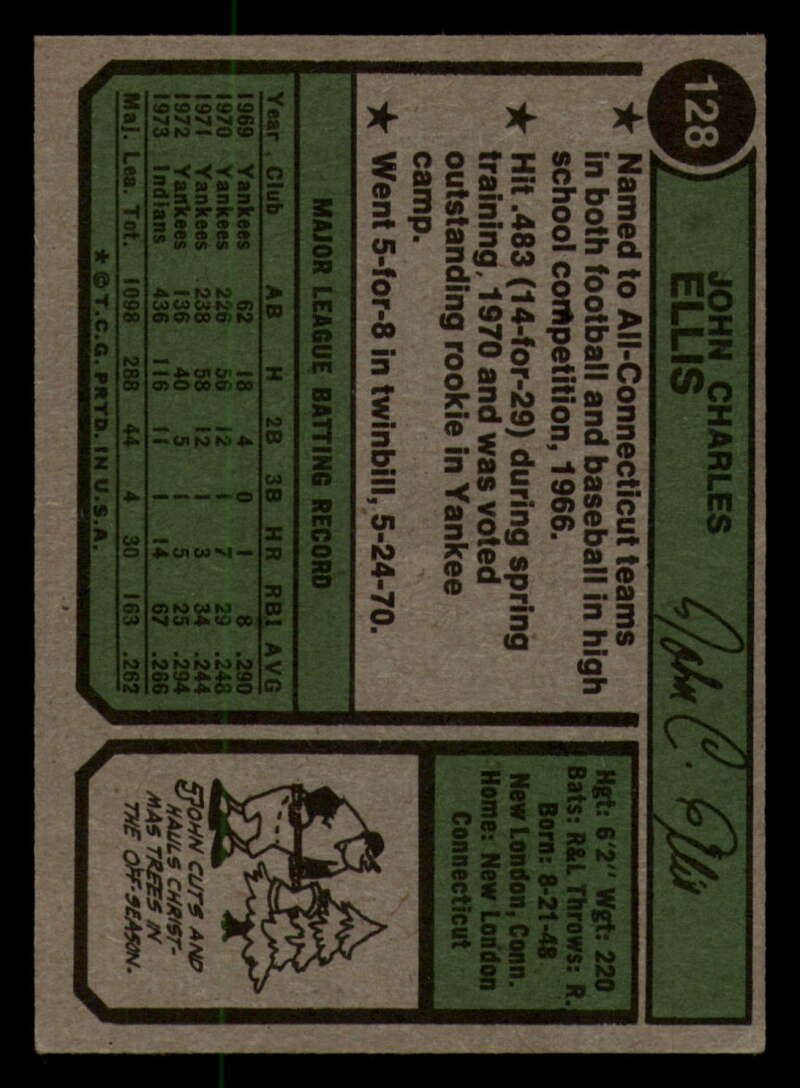 128
JOHN CHARLES
ELLIS
John C. Ellis
★ Named to All-Connecticut teams
in both football and baseball in high
school competition, 1966.
★ Hit .483 (14-for-29) during spring
training, 1970 and was voted
outstanding rookie in Yankee
camp.
★ Went 5-for-8 in twinbill, 5-24-70.
MAJOR LEAGUE BATTING RECORD
Year Club AB H 2B 3B HR RBI AVG
1969 Yankees 62 18 4 0 1 8 .290
1970 Yankees 226 56 12 1 7 29 .248
1971 Yankees 238 58 12 1 3 34 .244
1972 Yankees 136 40 5 1 5 25 .294
1973 Indians 436 116 11 1 14 67 .266
Maj. Lea. Tot. 1098 288 44 4 30 163 .262
* © T.C.G. PRTD. IN U.S.A.
Hgt: 6'2" Wgt: 220
Bats: R&L Throws: R.
Born: 8-21-48
New London, Conn.
Home: New London
Connecticut
JOHN CUTS AND
HAULS CHRIST-
MAS TREES IN
THE OFF-SEASON.